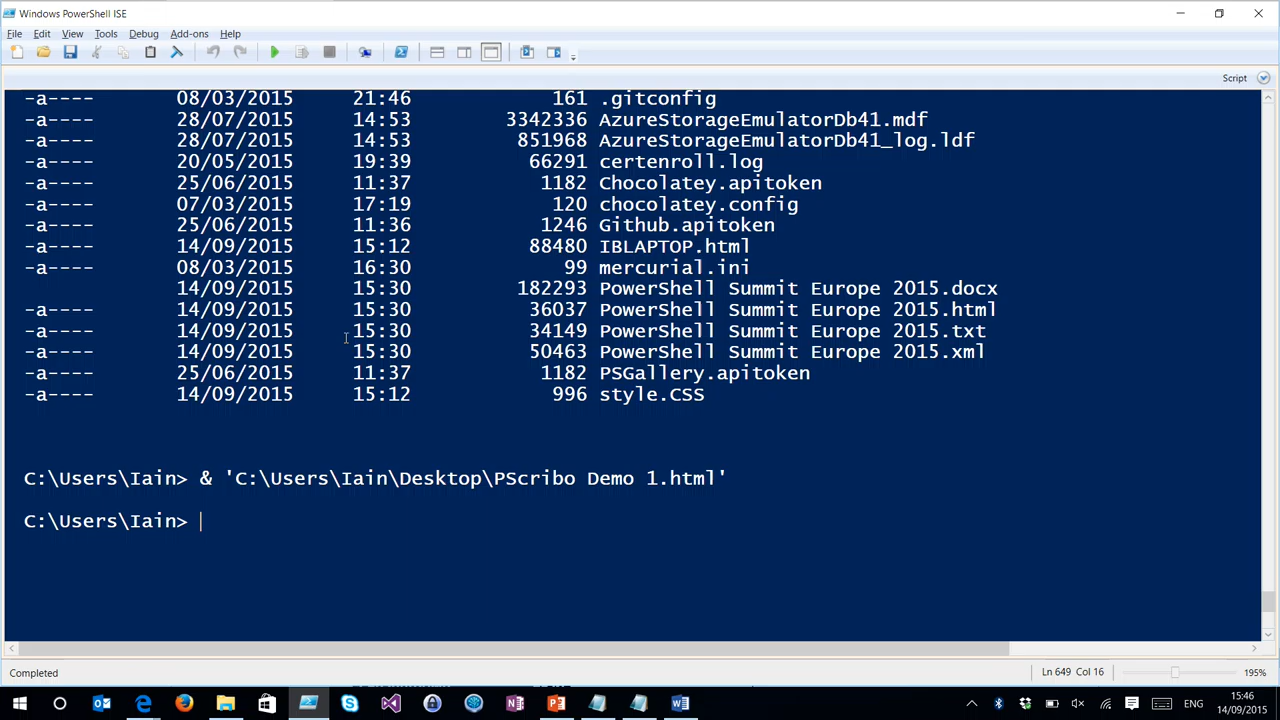 Windows PowerShell ISE
File Edit View Tools Debug Add-ons Help
Script
-a---- 08/03/2015 21:46 161 .gitconfig
-a---- 28/07/2015 14:53 3342336 AzureStorageEmulatorDb41.mdf
-a---- 28/07/2015 14:53 851968 AzureStorageEmulatorDb41_log.ldf
-a---- 20/05/2015 19:39 66291 certenroll.log
-a---- 25/06/2015 11:37 1182 Chocolatey.apitoken
-a---- 07/03/2015 17:19 120 chocolatey.config
-a---- 25/06/2015 11:36 1246 Github.apitoken
-a---- 14/09/2015 15:12 88480 IBLAPTOP.html
-a---- 08/03/2015 16:30 99 mercurial.ini
14/09/2015 15:30 182293 PowerShell Summit Europe 2015.docx
-a---- 14/09/2015 15:30 36037 PowerShell Summit Europe 2015.html
-a---- 14/09/2015 15:30 34149 PowerShell Summit Europe 2015.txt
-a---- 14/09/2015 15:30 50463 PowerShell Summit Europe 2015.xml
-a---- 25/06/2015 11:37 1182 PSGallery.apitoken
-a---- 14/09/2015 15:12 996 style.CSS
C:\Users\Iain> & 'C:\Users\Iain\Desktop\PScribo Demo 1.html'
C:\Users\Iain>
Completed Ln 649 Col 16 195%
ENG 15:46
14/09/2015